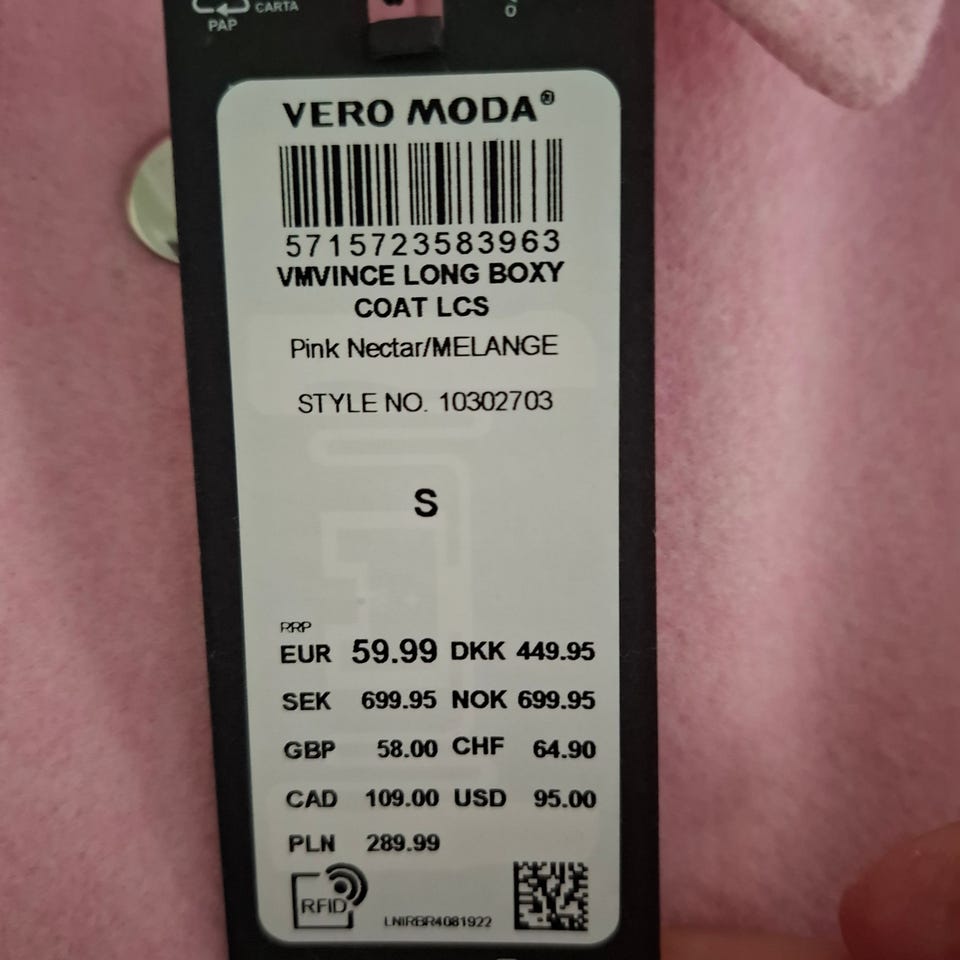 CARTA
PAP
VERO MODA®
5715723583963
VMVINCE LONG BOXY
COAT LCS
Pink Nectar/MELANGE
STYLE NO. 10302703
S
RRP
EUR 59.99 DKK 449.95
SEK 699.95 NOK 699.95
GBP 58.00 CHF 64.90
CAD 109.00 USD 95.00
PLN 289.99
RFID
LNIRBR4081922